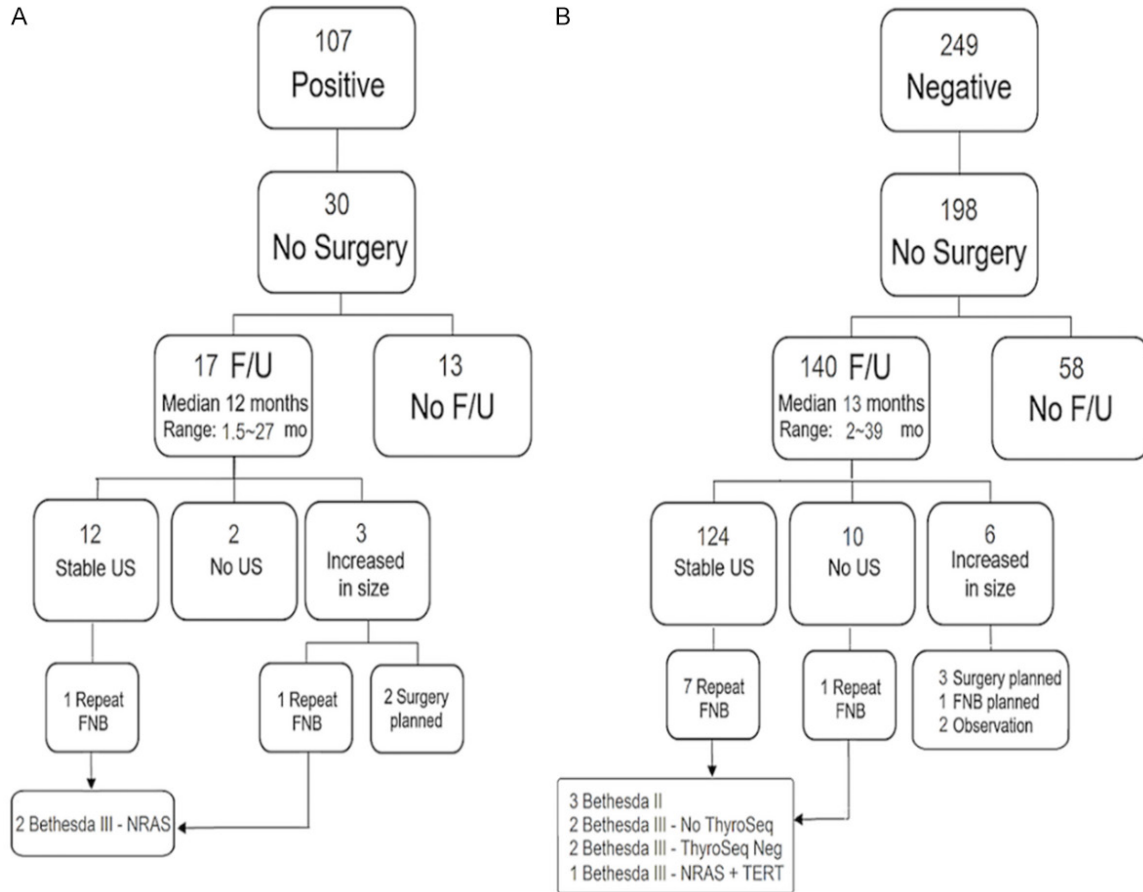 A
107
Positive
30
No Surgery
17 F/U
Median 12 months
Range: 1.5~27 mo
13
No F/U
12
Stable US
2
No US
3
Increased
in size
1 Repeat
FNB
1 Repeat
FNB
2 Surgery
planned
2 Bethesda III - NRAS
B
249
Negative
198
No Surgery
140 F/U
Median 13 months
Range: 2~39 mo
58
No F/U
124
Stable US
10
No US
6
Increased
in size
7 Repeat
FNB
1 Repeat
FNB
3 Surgery planned
1 FNB planned
2 Observation
3 Bethesda II
2 Bethesda III - No ThyroSeq
2 Bethesda III - ThyroSeq Neg
1 Bethesda III - NRAS + TERT